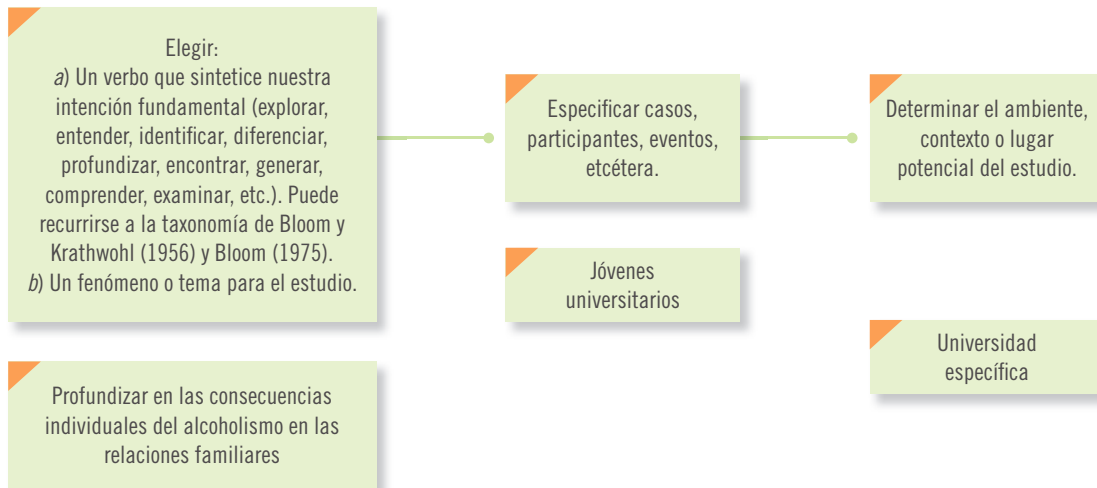 Elegir:
a) Un verbo que sintetice nuestra
intención fundamental (explorar,
entender, identificar, diferenciar,
profundizar, encontrar, generar,
comprender, examinar, etc.). Puede
recurrirse a la taxonomía de Bloom y
Krathwohl (1956) y Bloom (1975).
b) Un fenómeno o tema para el estudio.
Especificar casos,
participantes, eventos,
etcétera.
Determinar el ambiente,
contexto o lugar
potencial del estudio.
Profundizar en las consecuencias
individuales del alcoholismo en las
relaciones familiares
Jóvenes
universitarios
Universidad
específica